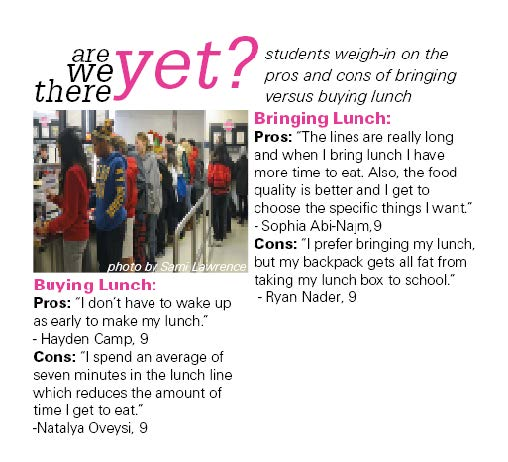 are
we
there yet?
students weigh-in on the
pros and cons of bringing
versus buying lunch
photo by Sami Lawrence
Buying Lunch:
Pros: “I don’t have to wake up
as early to make my lunch.”
- Hayden Camp, 9
Cons: “I spend an average of
seven minutes in the lunch line
which reduces the amount of
time I get to eat.”
-Natalya Oveysi, 9
Bringing Lunch:
Pros: “The lines are really long
and when I bring lunch I have
more time to eat. Also, the food
quality is better and I get to
choose the specific things I want.”
- Sophia Abi-Najm,9
Cons: “I prefer bringing my lunch,
but my backpack gets all fat from
taking my lunch box to school.”
- Ryan Nader, 9